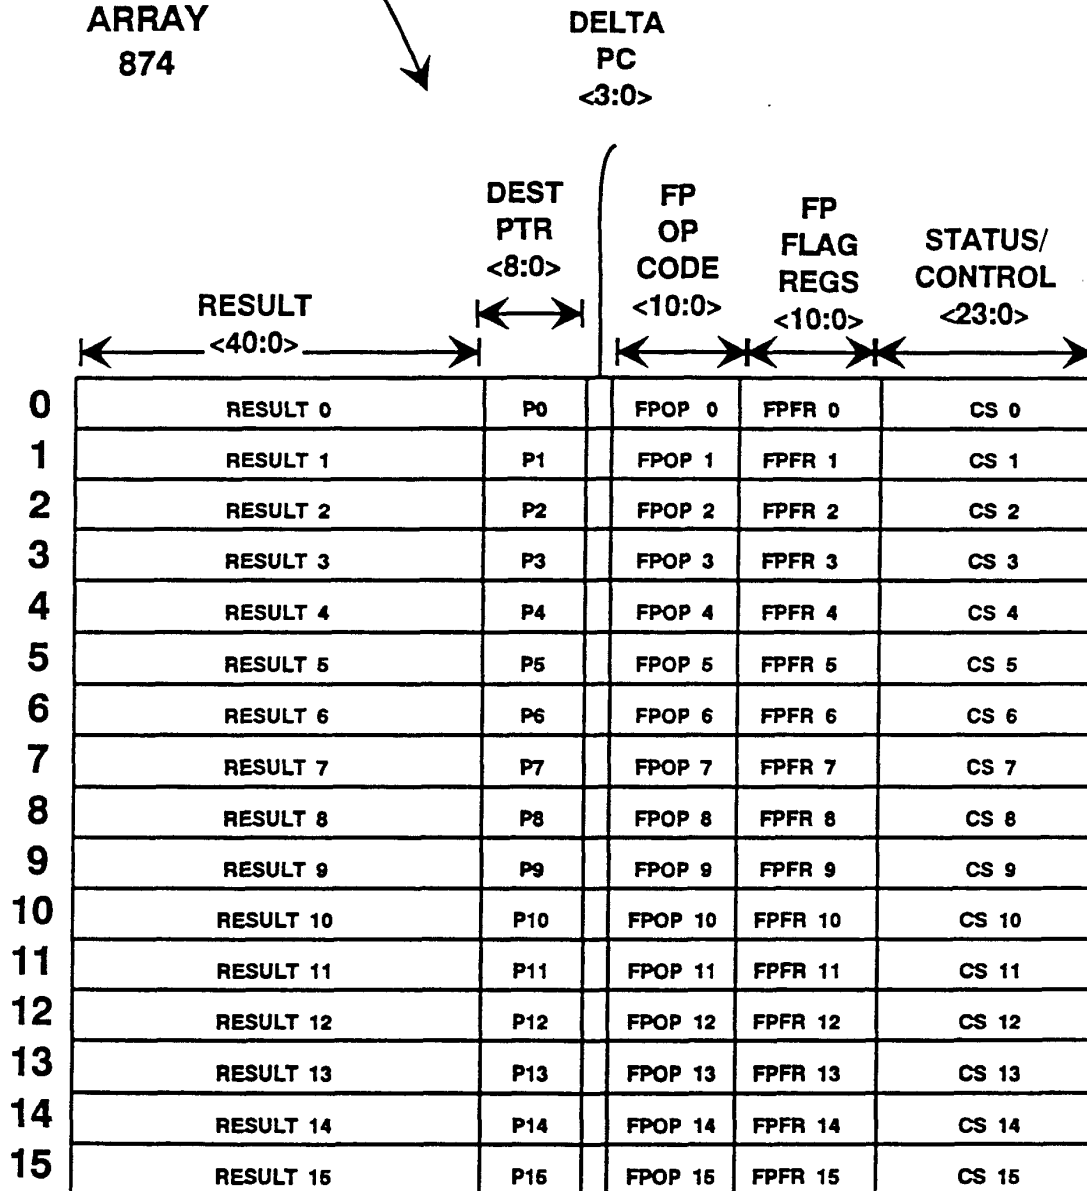 ARRAY
874
DELTA
PC
<3:0>
DEST
PTR
<8:0>
FP
OP
CODE
<10:0>
FP
FLAG
REGS
<10:0>
STATUS/
CONTROL
<23:0>
RESULT
<40:0>
0 RESULT 0 P0 FPOP 0 FPFR 0 CS 0
1 RESULT 1 P1 FPOP 1 FPFR 1 CS 1
2 RESULT 2 P2 FPOP 2 FPFR 2 CS 2
3 RESULT 3 P3 FPOP 3 FPFR 3 CS 3
4 RESULT 4 P4 FPOP 4 FPFR 4 CS 4
5 RESULT 5 P5 FPOP 5 FPFR 5 CS 5
6 RESULT 6 P6 FPOP 6 FPFR 6 CS 6
7 RESULT 7 P7 FPOP 7 FPFR 7 CS 7
8 RESULT 8 P8 FPOP 8 FPFR 8 CS 8
9 RESULT 9 P9 FPOP 9 FPFR 9 CS 9
10 RESULT 10 P10 FPOP 10 FPFR 10 CS 10
11 RESULT 11 P11 FPOP 11 FPFR 11 CS 11
12 RESULT 12 P12 FPOP 12 FPFR 12 CS 12
13 RESULT 13 P13 FPOP 13 FPFR 13 CS 13
14 RESULT 14 P14 FPOP 14 FPFR 14 CS 14
15 RESULT 15 P15 FPOP 15 FPFR 15 CS 15